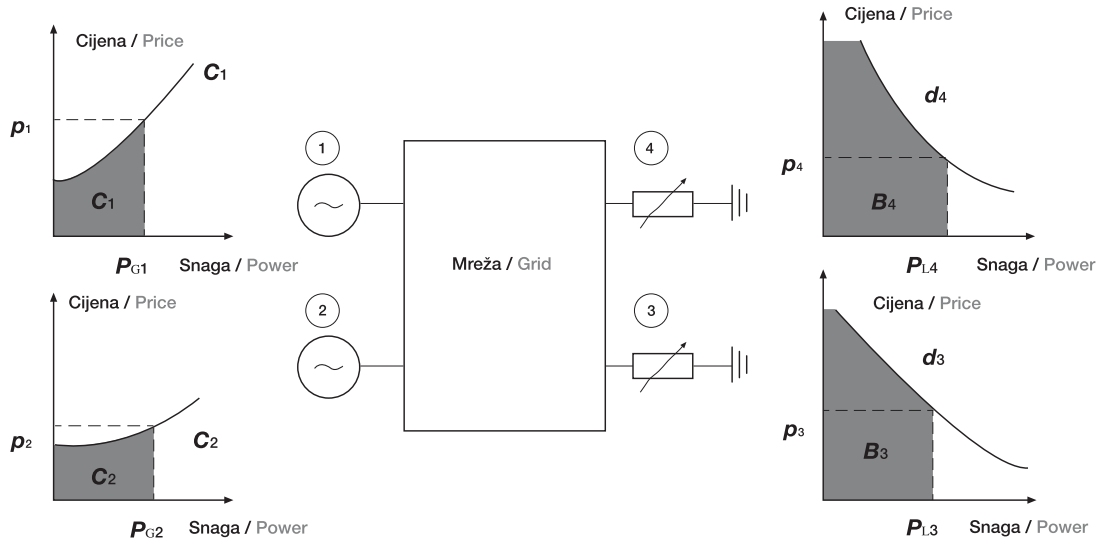 Cijena / Price
C1
p1
C1
PG1
Snaga / Power
Cijena / Price
p2
C2
C2
PG2
Snaga / Power
1
2
Mreža / Grid
4
3
Cijena / Price
d4
p4
B4
PL4
Snaga / Power
Cijena / Price
d3
p3
B3
PL3
Snaga / Power